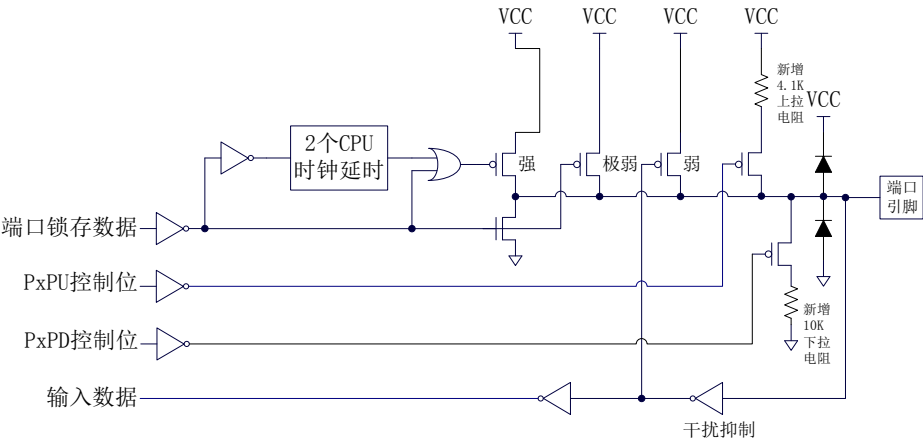 VCC
VCC
VCC
VCC
新增
4.1K
上拉
电阻
VCC
2个CPU
时钟延时
强
极弱
弱
端口
引脚
端口锁存数据
PxPU控制位
新增
10K
下拉
电阻
PxPD控制位
输入数据
干扰抑制